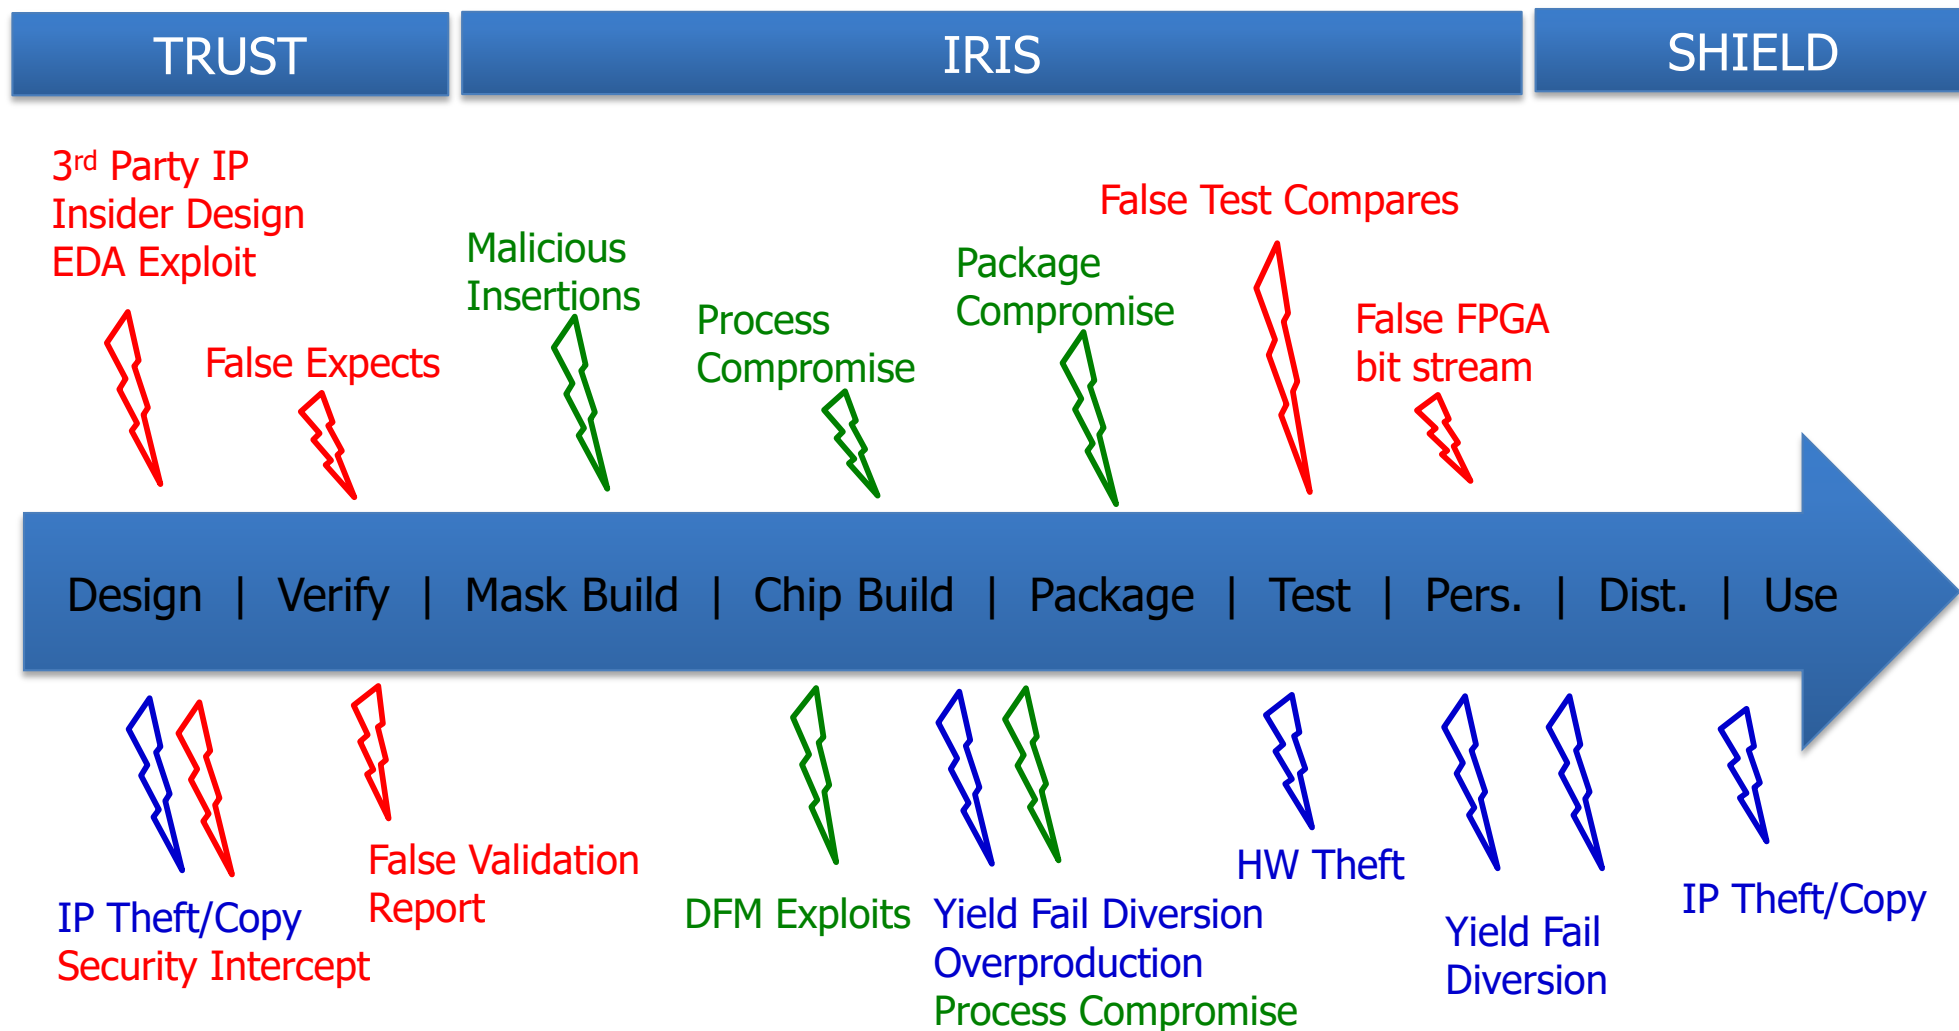 TRUST
IRIS
SHIELD
3rd Party IP
Insider Design
EDA Exploit
False Expects
Malicious
Insertions
Process
Compromise
Package
Compromise
False Test Compares
False FPGA
bit stream
Design | Verify | Mask Build | Chip Build | Package | Test | Pers. | Dist. | Use
IP Theft/Copy
Security Intercept
False Validation
Report
DFM Exploits
Yield Fail Diversion
Overproduction
Process Compromise
HW Theft
Yield Fail
Diversion
IP Theft/Copy